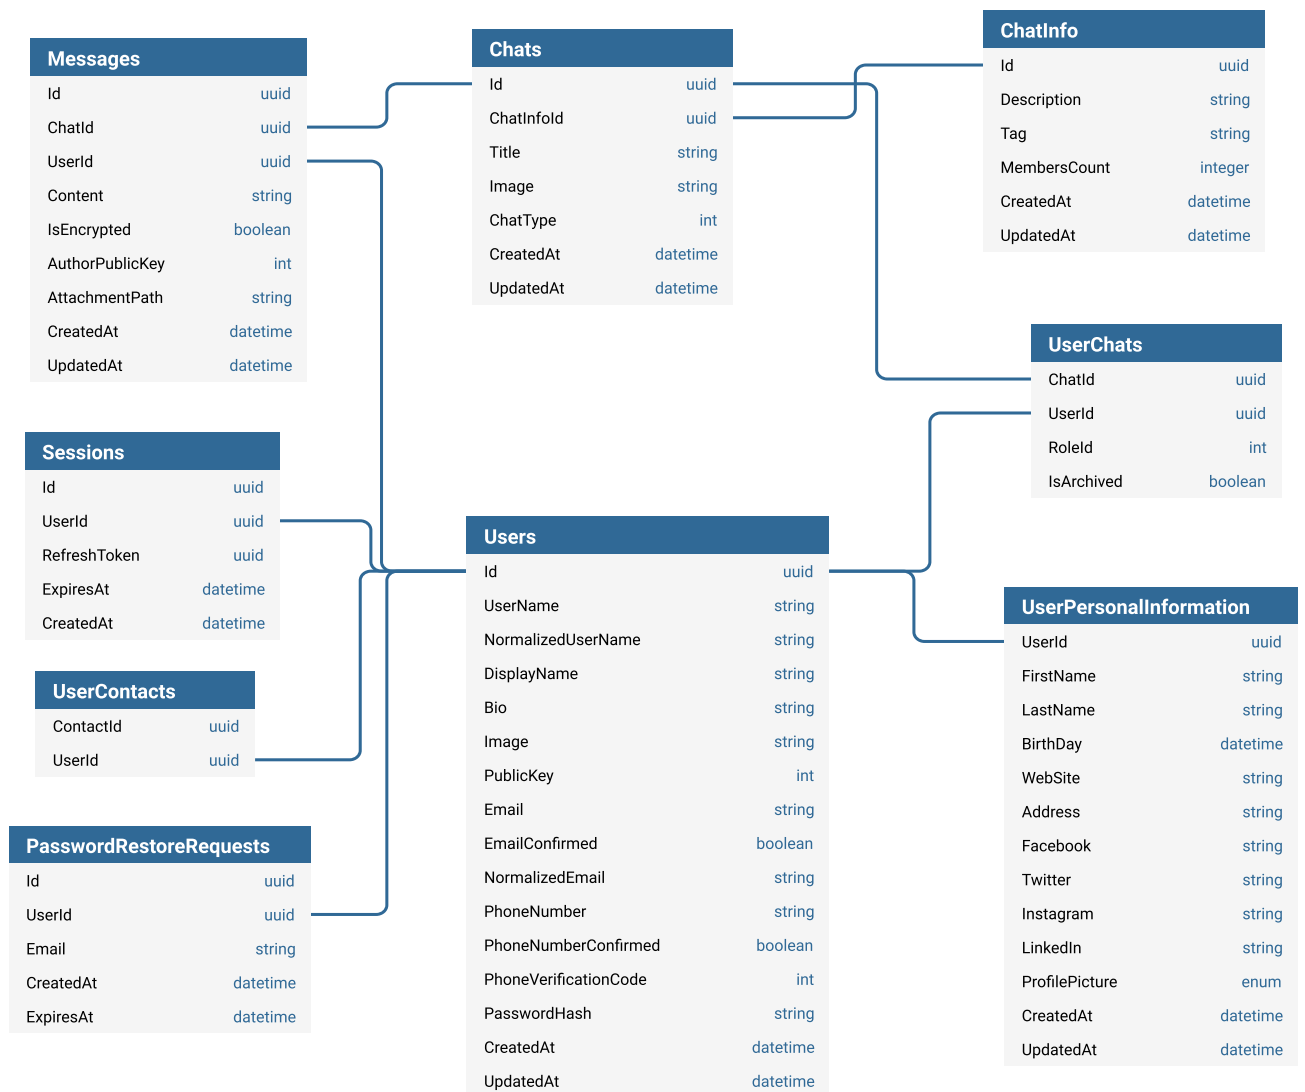 Messages
Id uuid
ChatId uuid
UserId uuid
Content string
IsEncrypted boolean
AuthorPublicKey int
AttachmentPath string
CreatedAt datetime
UpdatedAt datetime
Chats
Id uuid
ChatInfoId uuid
Title string
Image string
ChatType int
CreatedAt datetime
UpdatedAt datetime
ChatInfo
Id uuid
Description string
Tag string
MembersCount integer
CreatedAt datetime
UpdatedAt datetime
UserChats
ChatId uuid
UserId uuid
RoleId int
IsArchived boolean
Sessions
Id uuid
UserId uuid
RefreshToken uuid
ExpiresAt datetime
CreatedAt datetime
UserContacts
ContactId uuid
UserId uuid
PasswordRestoreRequests
Id uuid
UserId uuid
Email string
CreatedAt datetime
ExpiresAt datetime
Users
Id uuid
UserName string
NormalizedUserName string
DisplayName string
Bio string
Image string
PublicKey int
Email string
EmailConfirmed boolean
NormalizedEmail string
PhoneNumber string
PhoneNumberConfirmed boolean
PhoneVerificationCode int
PasswordHash string
CreatedAt datetime
UpdatedAt datetime
UserPersonalInformation
UserId uuid
FirstName string
LastName string
BirthDay datetime
WebSite string
Address string
Facebook string
Twitter string
Instagram string
LinkedIn string
ProfilePicture enum
CreatedAt datetime
UpdatedAt datetime